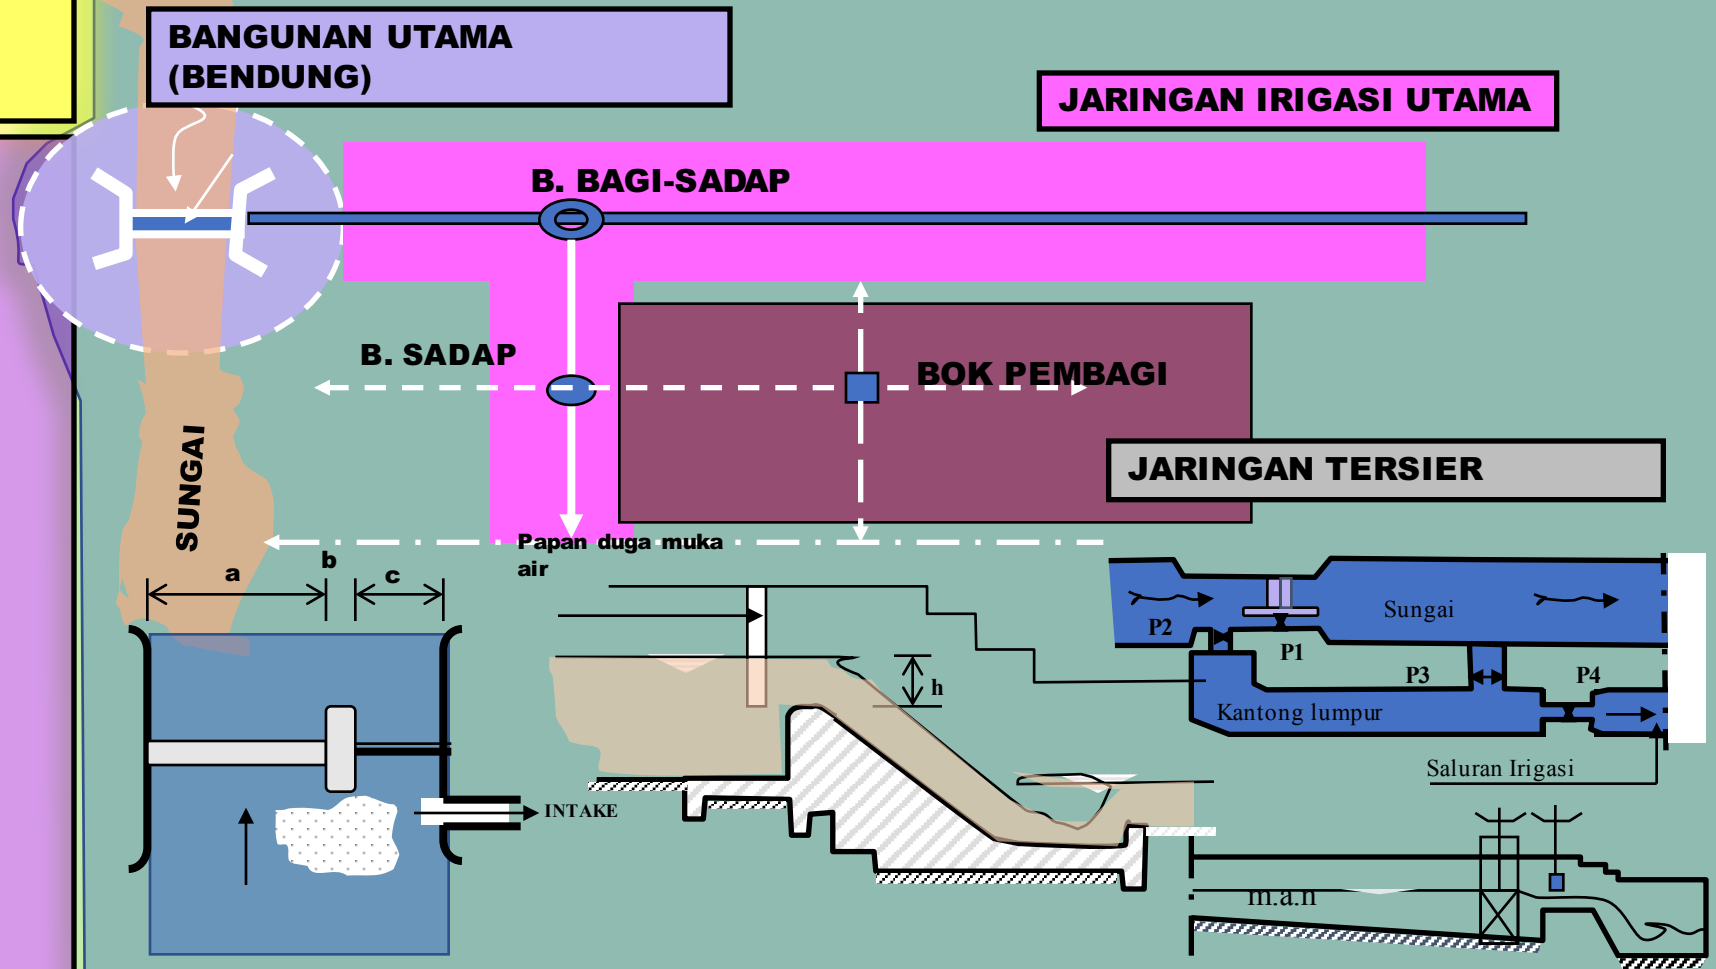 BANGUNAN UTAMA
(BENDUNG)
JARINGAN IRIGASI UTAMA
B. BAGI-SADAP
B. SADAP
BOK PEMBAGI
SUNGAI
JARINGAN TERSIER
Papan duga muka
air
a
b
c
h
INTAKE
P2
Sungai
P1
P3
P4
Kantong lumpur
Saluran Irigasi
m.a.n